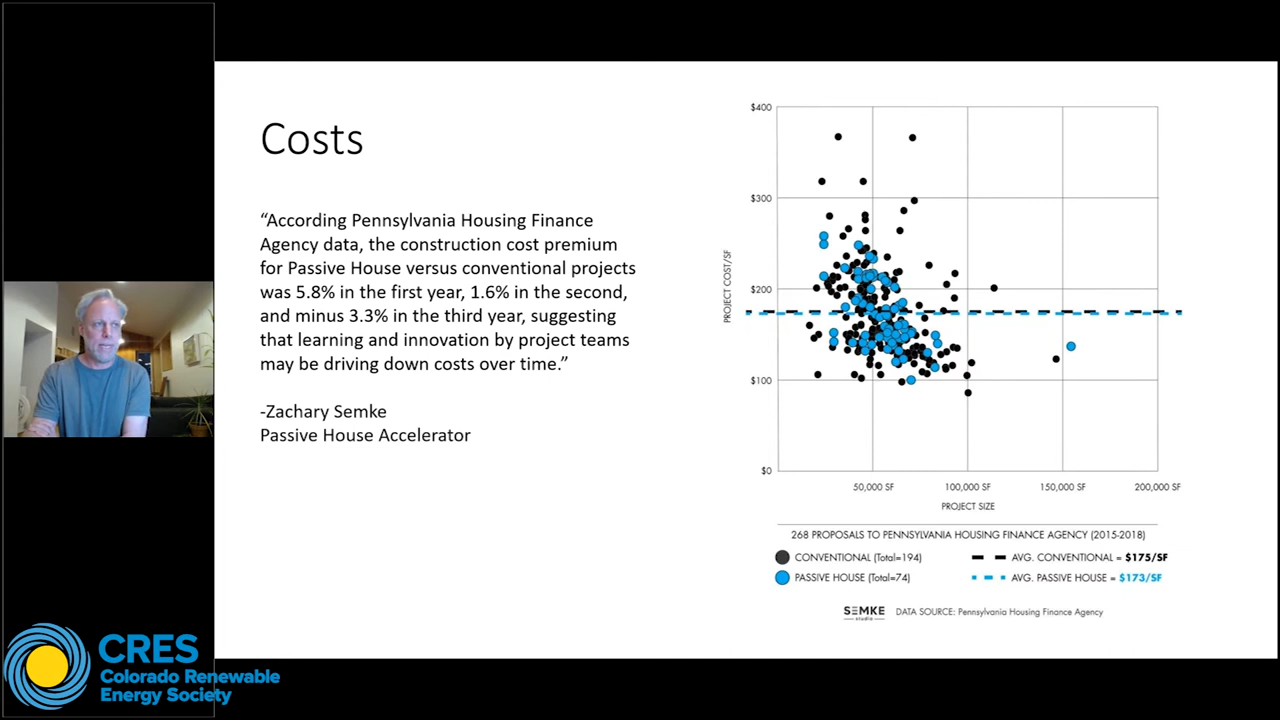 Costs
“According Pennsylvania Housing Finance
Agency data, the construction cost premium
for Passive House versus conventional projects
was 5.8% in the first year, 1.6% in the second,
and minus 3.3% in the third year, suggesting
that learning and innovation by project teams
may be driving down costs over time.”
-Zachary Semke
Passive House Accelerator
PROJECT COST/SF
$400
$300
$200
$100
$0
50,000 SF
100,000 SF
150,000 SF
200,000 SF
PROJECT SIZE
268 PROPOSALS TO PENNSYLVANIA HOUSING FINANCE AGENCY (2015-2018)
CONVENTIONAL (Total=194)
AVG. CONVENTIONAL = $175/SF
PASSIVE HOUSE (Total=74)
AVG. PASSIVE HOUSE = $173/SF
SEMKE
studio
DATA SOURCE: Pennsylvania Housing Finance Agency
CRES
Colorado Renewable
Energy Society